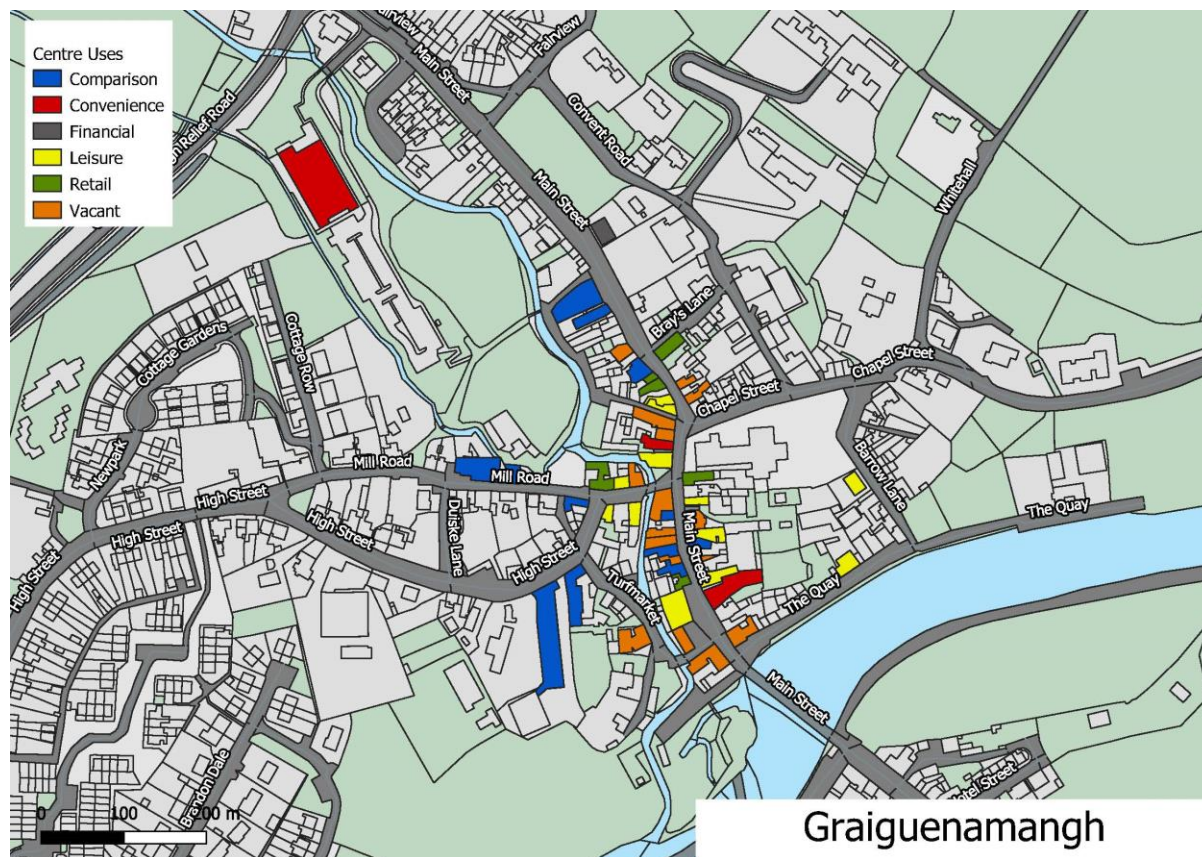 Centre Uses
Comparison
Convenience
Financial
Leisure
Retail
Vacant
Fairview
Main Street
Fairview
Relief Road
Convent Road
Main Street
Whitehall
Bray's Lane
Cottage Gardens
Cottage Row
Chapel Street
Chapel Street
Newpark
Mill Road
Mill Road
Barrow Lane
High Street
High Street
High Street
High Street
High Street
Duiske Lane
Main Street
The Quay
The Quay
Turfmarket
Main Street
Brandon Dale
Street
0 100 200 m
Graiguenamangh